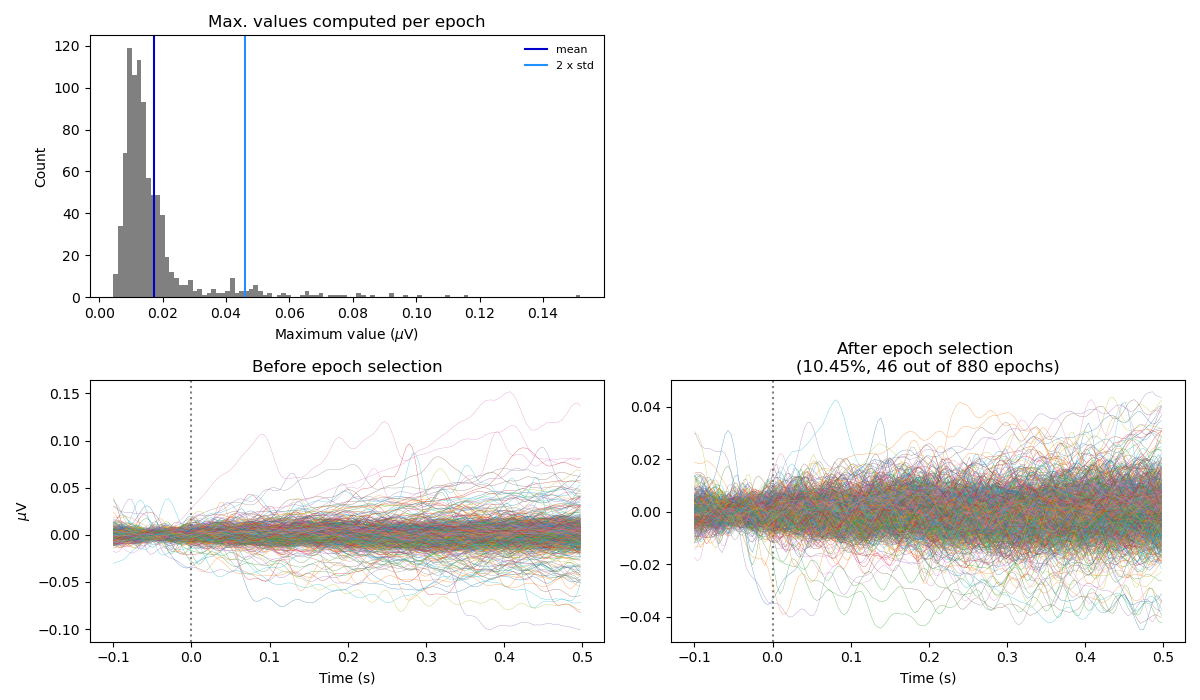 Max. values computed per epoch
120
100
80
60
40
20
0
Count
mean
2 x std
0.00 0.02 0.04 0.06 0.08 0.10 0.12 0.14
Maximum value (μV)
Before epoch selection
0.15
0.10
0.05
0.00
−0.05
−0.10
μV
−0.1 0.0 0.1 0.2 0.3 0.4 0.5
Time (s)
After epoch selection
(10.45%, 46 out of 880 epochs)
0.04
0.02
0.00
−0.02
−0.04
−0.1 0.0 0.1 0.2 0.3 0.4 0.5
Time (s)